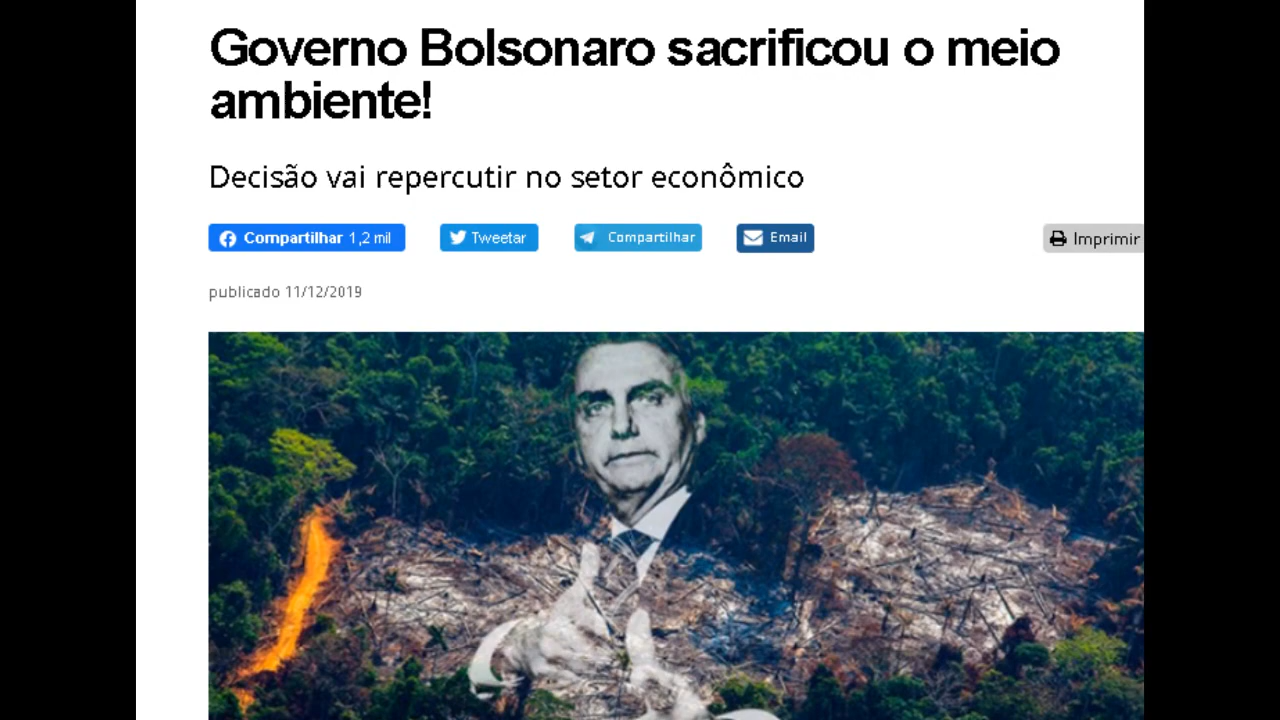 Governo Bolsonaro sacrificou o meio
ambiente!
Decisão vai repercutir no setor econômico
Compartilhar 1,2 mil
Tweetar
Compartilhar
Email
Imprimir
publicado 11/12/2019